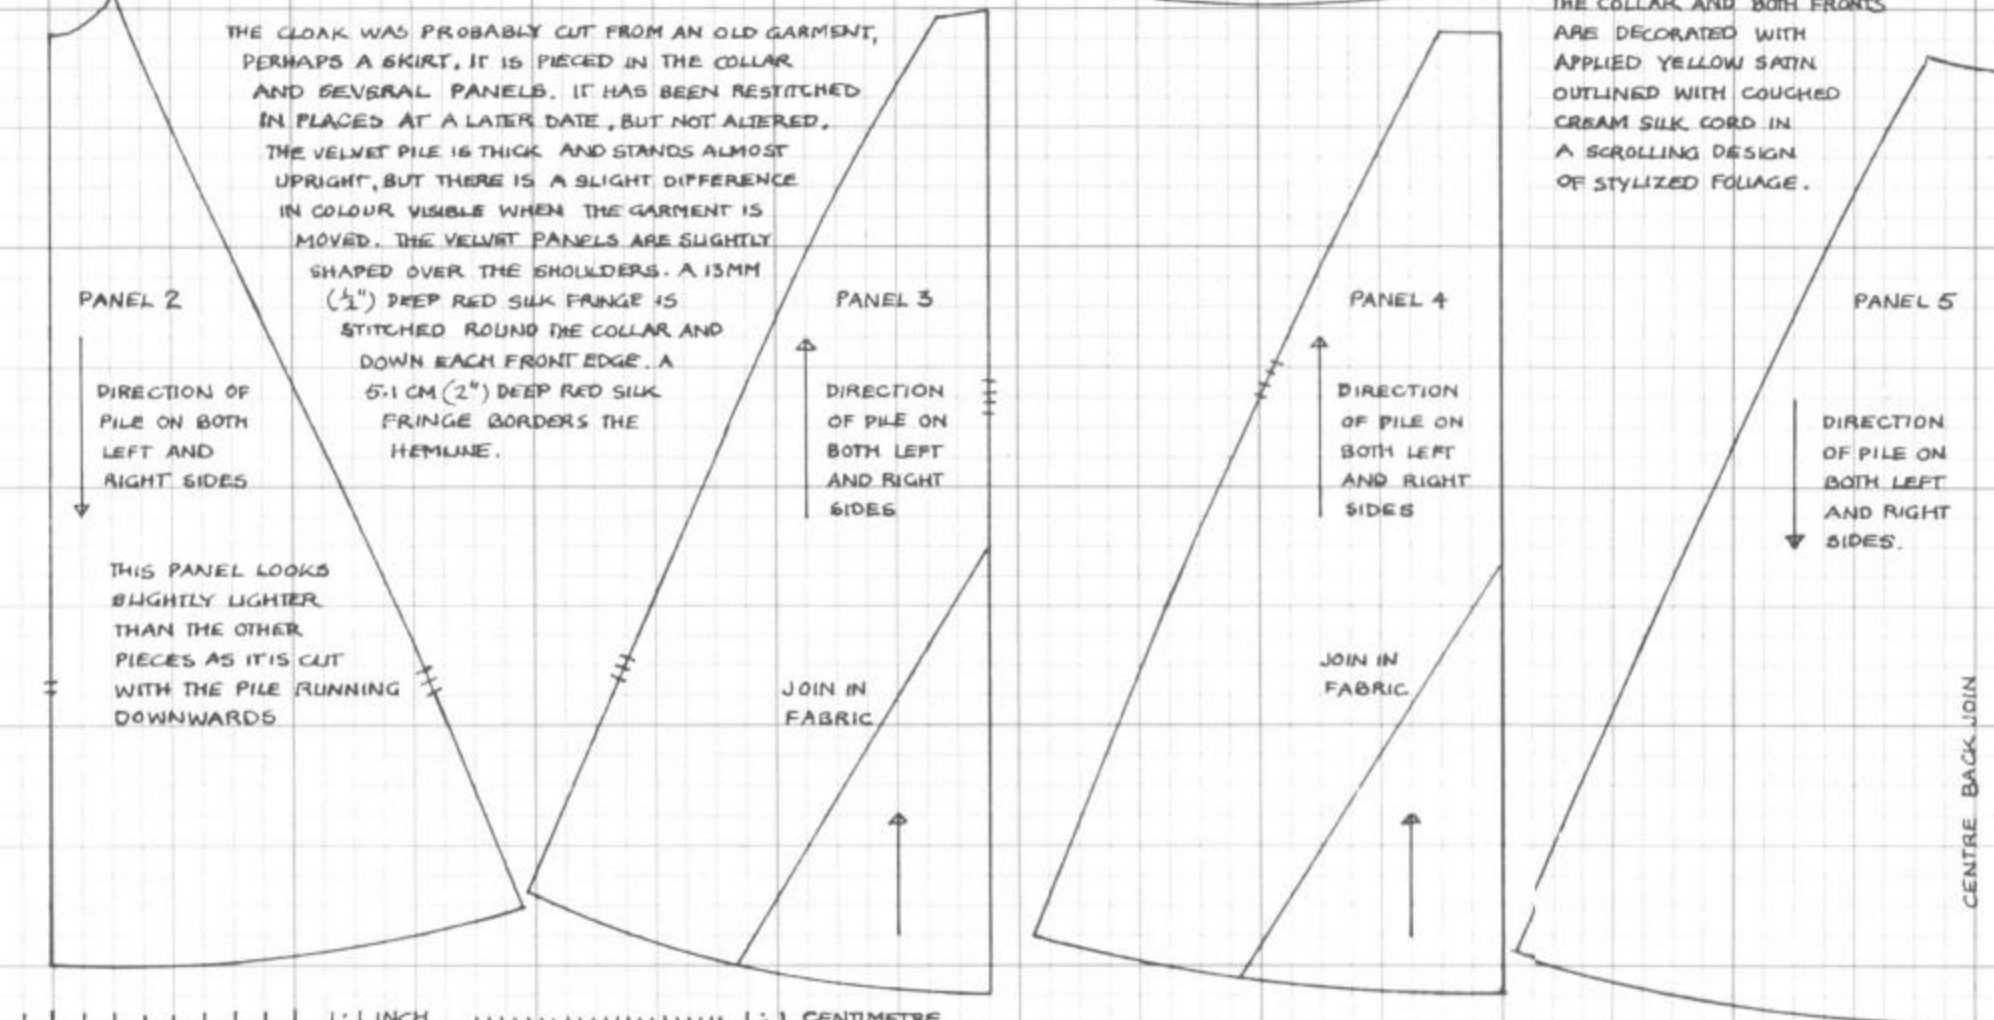 THE CLOAK WAS PROBABLY CUT FROM AN OLD GARMENT,
PERHAPS A SKIRT. IT IS PIECED IN THE COLLAR
AND SEVERAL PANELS. IT HAS BEEN RESTITCHED
IN PLACES AT A LATER DATE, BUT NOT ALTERED.
THE VELVET PILE IS THICK AND STANDS ALMOST
UPRIGHT, BUT THERE IS A SLIGHT DIFFERENCE
IN COLOUR VISIBLE WHEN THE GARMENT IS
MOVED. THE VELVET PANELS ARE SLIGHTLY
SHAPED OVER THE SHOULDERS. A 13MM
(½") DEEP RED SILK FRINGE IS
STITCHED ROUND THE COLLAR AND
DOWN EACH FRONT EDGE. A
5.1 CM (2") DEEP RED SILK
FRINGE BORDERS THE
HEMLINE.
THE COLLAR AND BOTH FRONTS
ARE DECORATED WITH
APPLIED YELLOW SATIN
OUTLINED WITH COUCHED
CREAM SILK CORD IN
A SCROLLING DESIGN
OF STYLIZED FOLIAGE.
PANEL 2
DIRECTION OF
PILE ON BOTH
LEFT AND
RIGHT SIDES
THIS PANEL LOOKS
SLIGHTLY LIGHTER
THAN THE OTHER
PIECES AS IT IS CUT
WITH THE PILE RUNNING
DOWNWARDS
PANEL 3
DIRECTION
OF PILE ON
BOTH LEFT
AND RIGHT
SIDES
JOIN IN
FABRIC
PANEL 4
DIRECTION
OF PILE ON
BOTH LEFT
AND RIGHT
SIDES
JOIN IN
FABRIC
PANEL 5
DIRECTION
OF PILE ON
BOTH LEFT
AND RIGHT
SIDES.
CENTRE BACK JOIN
1:1 INCH
1:1 CENTIMETRE